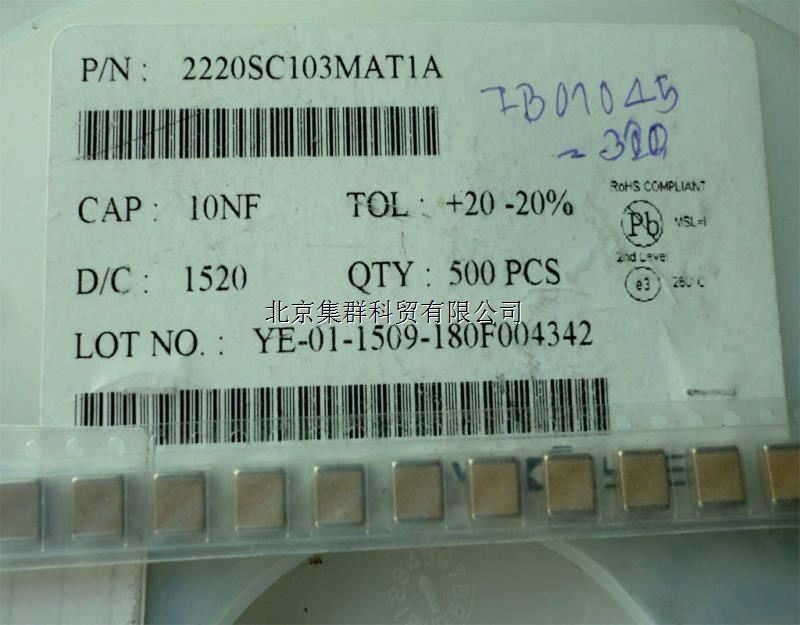 P/N : 2220SC103MAT1A
CAP : 10NF TOL : +20 -20%
RoHS COMPLIANT
Pb MSL=1
D/C : 1520 QTY : 500 PCS
2nd Level
e3 260°C
北京集群科贸有限公司
LOT NO. : YE-01-1509-180F004342